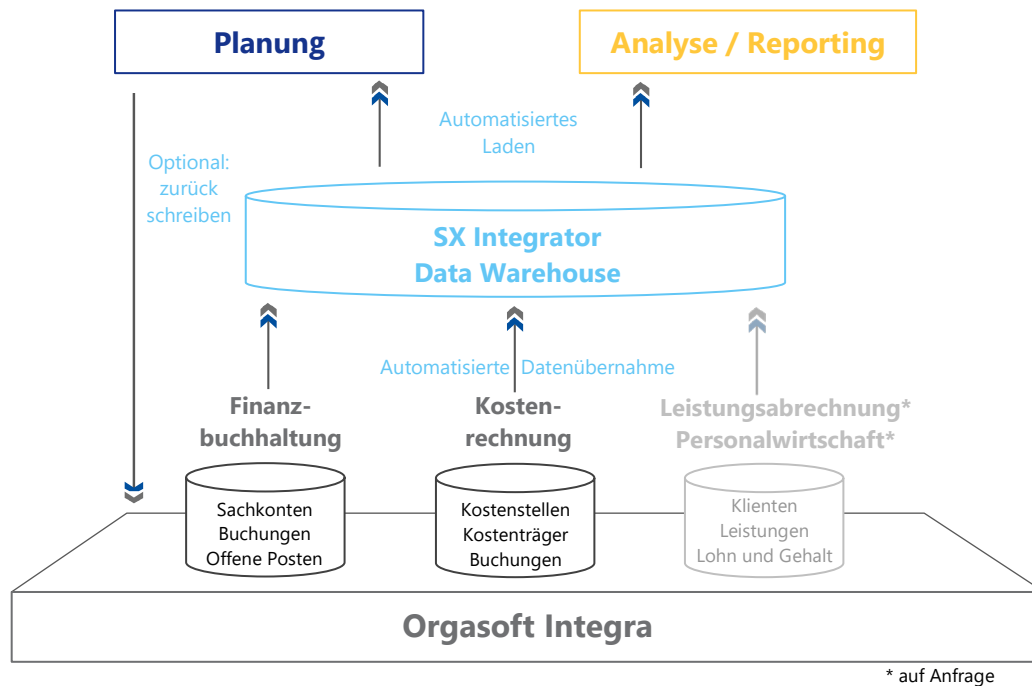 Planung
Analyse / Reporting
Automatisiertes
Laden
Optional:
zurück
schreiben
SX Integrator
Data Warehouse
Automatisierte Datenübernahme
Finanz-
buchhaltung
Kosten-
rechnung
Leistungsabrechnung*
Personalwirtschaft*
Sachkonten
Buchungen
Offene Posten
Kostenstellen
Kostenträger
Buchungen
Klienten
Leistungen
Lohn und Gehalt
Orgasoft Integra
* auf Anfrage